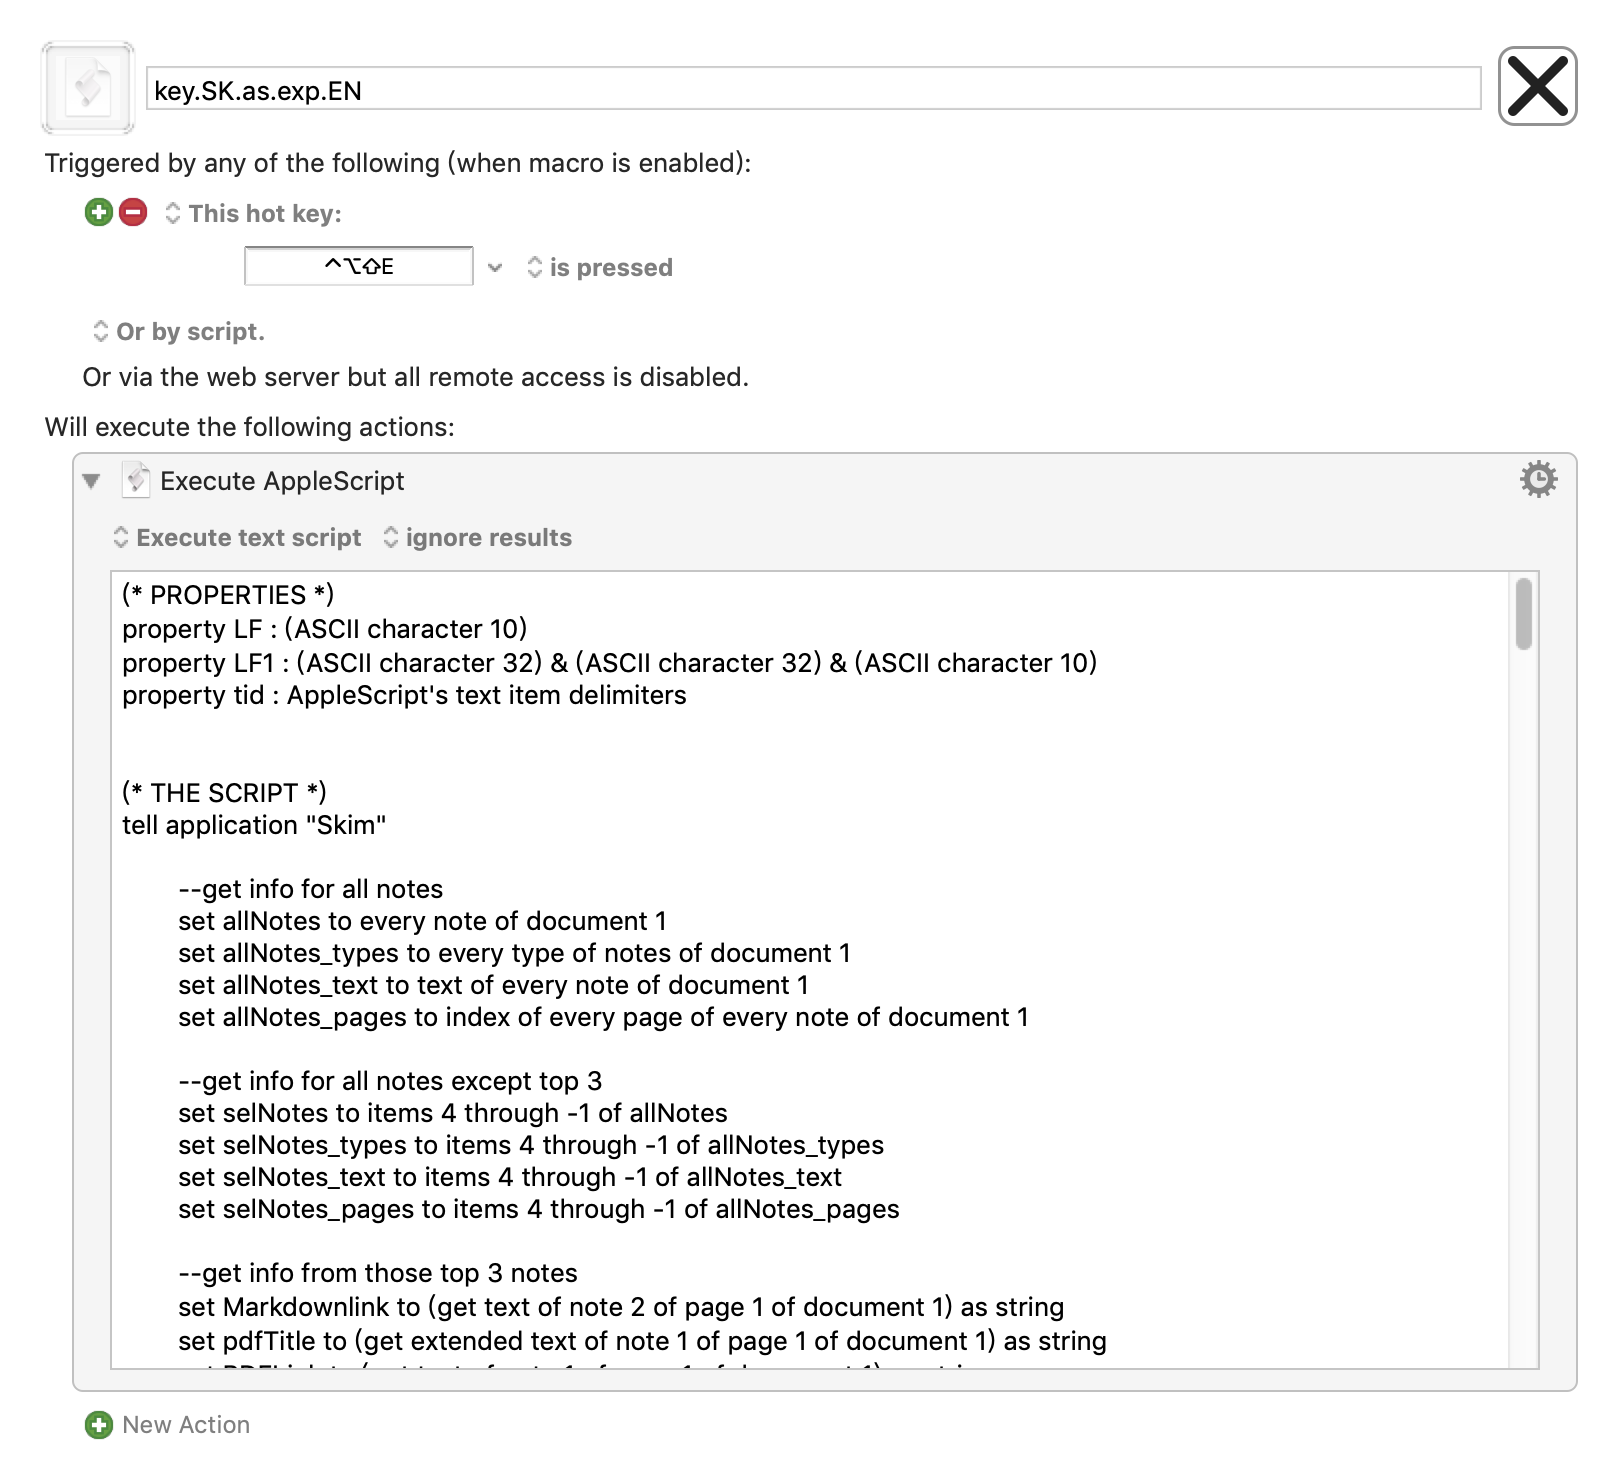 key.SK.as.exp.EN
Triggered by any of the following (when macro is enabled):
This hot key:
^⌥⇧E
is pressed
Or by script.
Or via the web server but all remote access is disabled.
Will execute the following actions:
Execute AppleScript
Execute text script ignore results
(* PROPERTIES *)
property LF : (ASCII character 10)
property LF1 : (ASCII character 32) & (ASCII character 32) & (ASCII character 10)
property tid : AppleScript's text item delimiters
(* THE SCRIPT *)
tell application "Skim"
--get info for all notes
set allNotes to every note of document 1
set allNotes_types to every type of notes of document 1
set allNotes_text to text of every note of document 1
set allNotes_pages to index of every page of every note of document 1
--get info for all notes except top 3
set selNotes to items 4 through -1 of allNotes
set selNotes_types to items 4 through -1 of allNotes_types
set selNotes_text to items 4 through -1 of allNotes_text
set selNotes_pages to items 4 through -1 of allNotes_pages
--get info from those top 3 notes
set Markdownlink to (get text of note 2 of page 1 of document 1) as string
set pdfTitle to (get extended text of note 1 of page 1 of document 1) as string
New Action